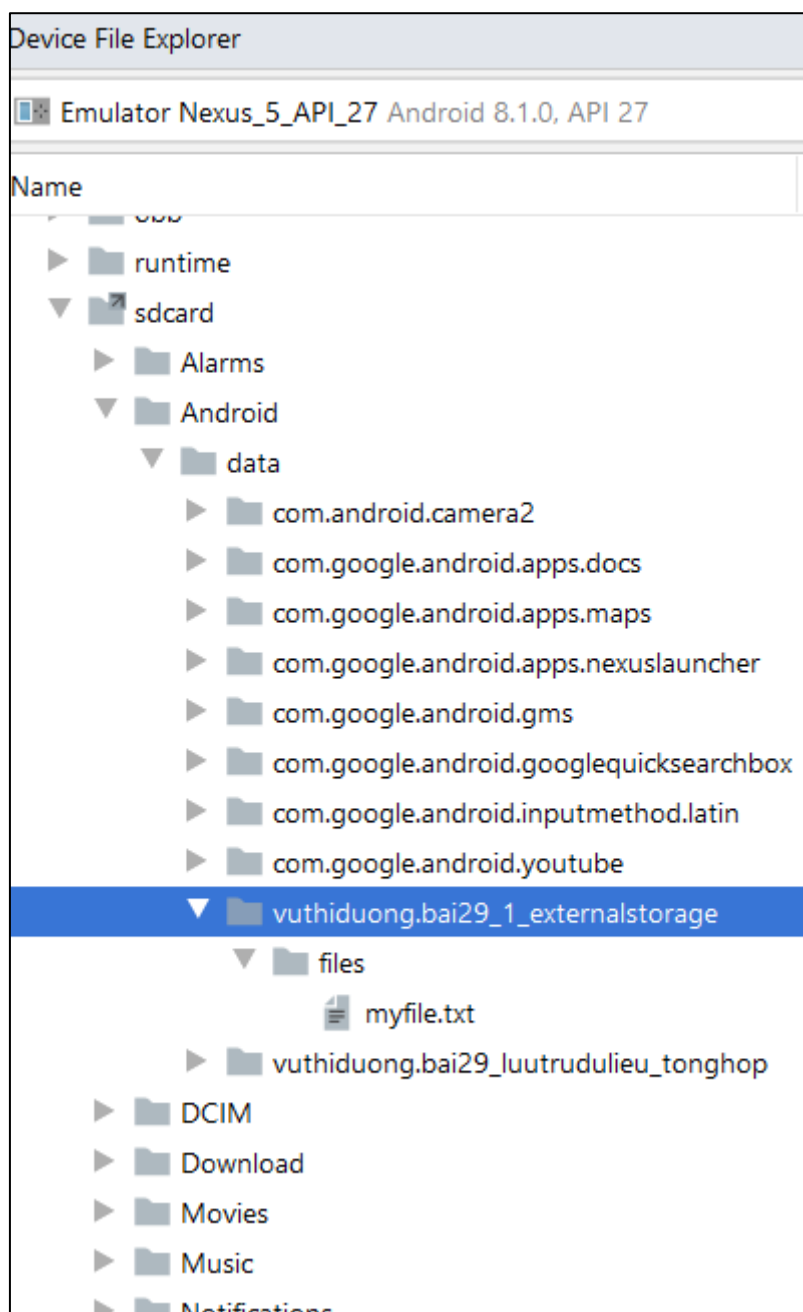 Device File Explorer
Emulator Nexus_5_API_27 Android 8.1.0, API 27
Name
obb
runtime
sdcard
Alarms
Android
data
com.android.camera2
com.google.android.apps.docs
com.google.android.apps.maps
com.google.android.apps.nexuslauncher
com.google.android.gms
com.google.android.googlequicksearchbox
com.google.android.inputmethod.latin
com.google.android.youtube
vuthiduong.bai29_1_externalstorage
files
myfile.txt
vuthiduong.bai29_luutrudulieu_tonghop
DCIM
Download
Movies
Music
Notifications